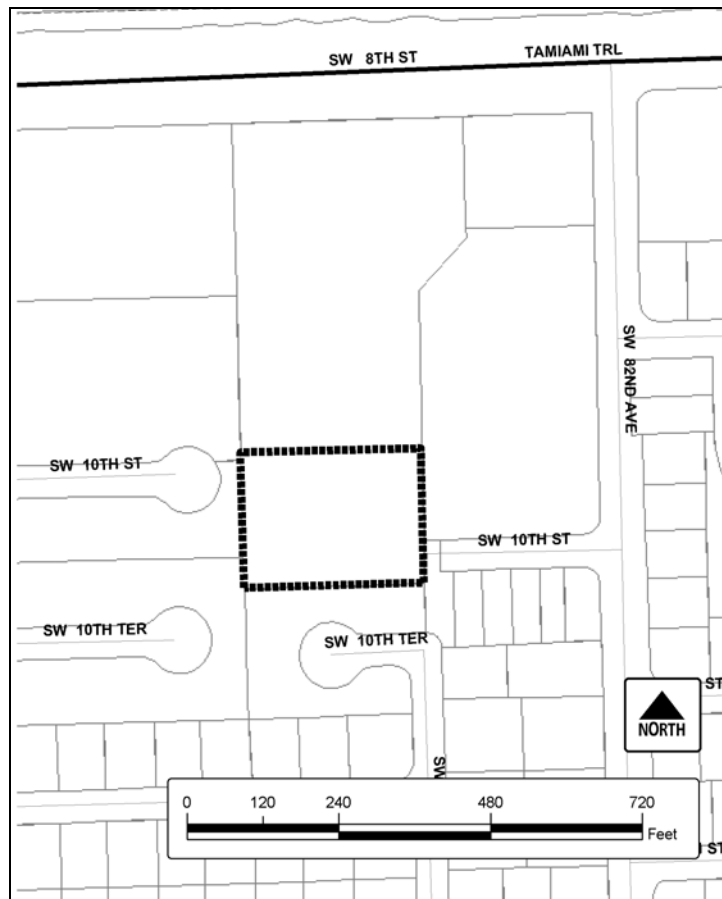 SW 8TH ST TAMIAMI TRL
SW 82ND AVE
SW 10TH ST
SW 10TH ST
SW 10TH TER
SW 10TH TER
ST
NORTH
SW
0 120 240 480 720
Feet
ST